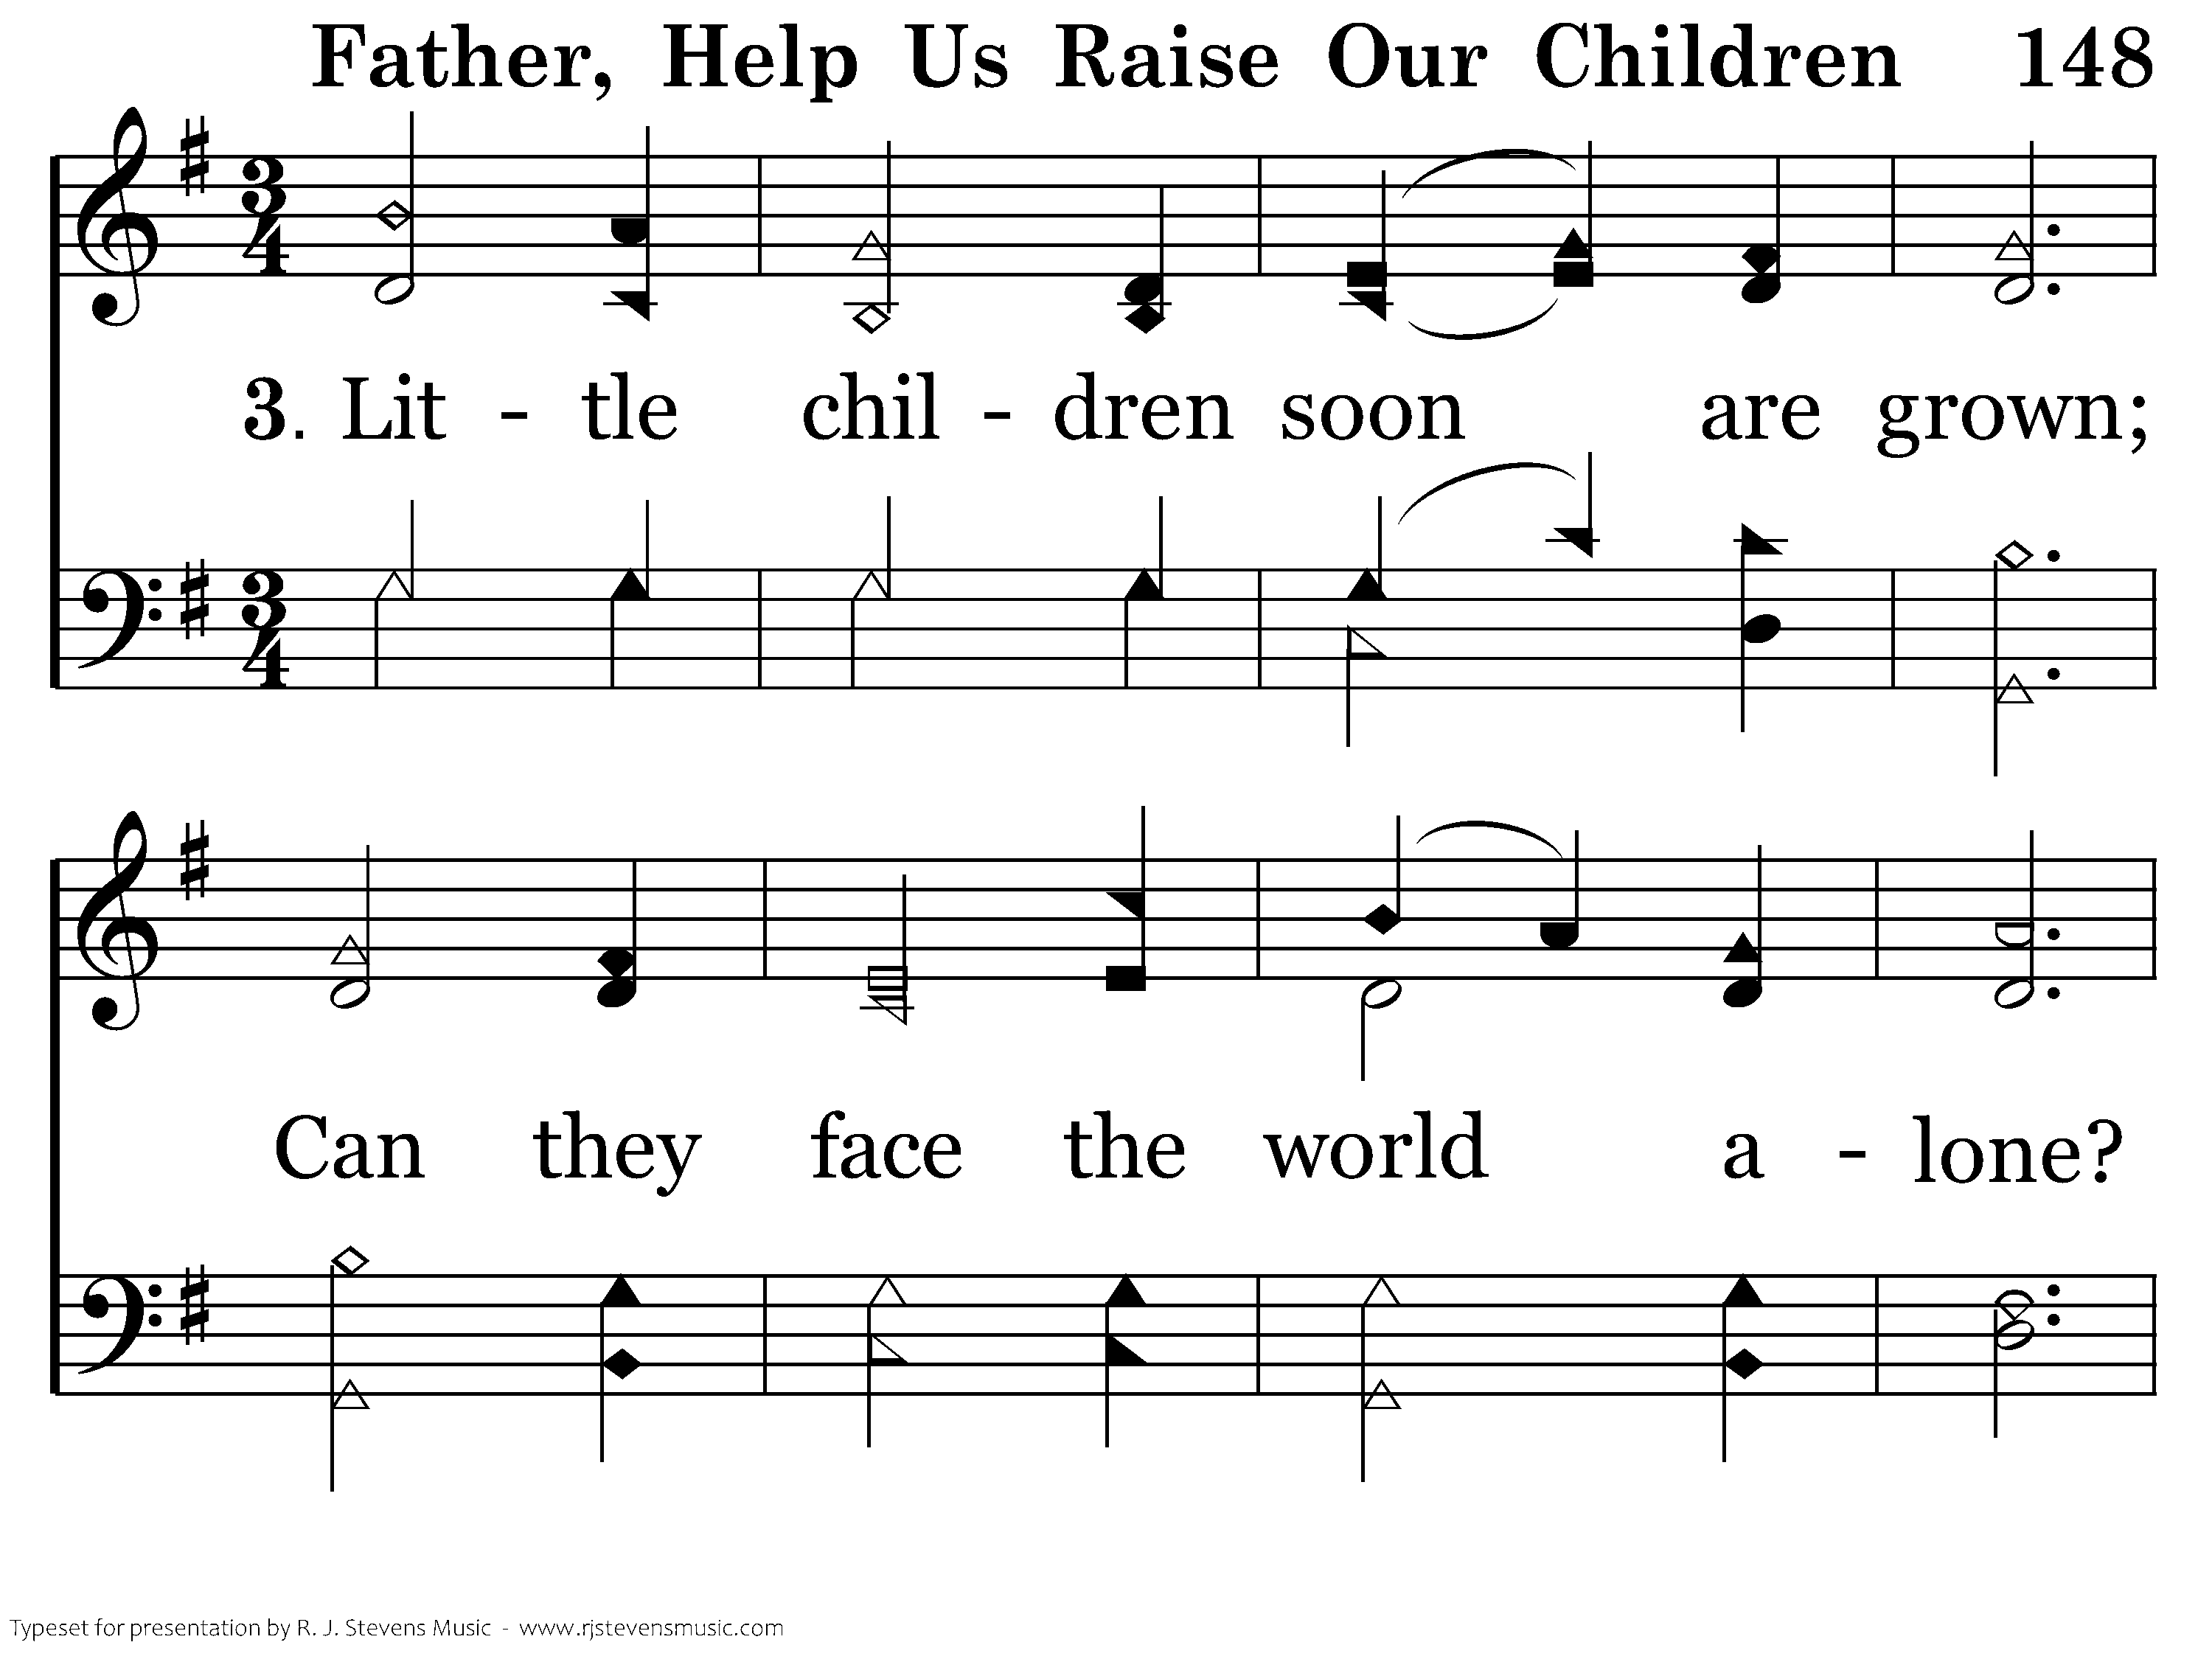 Father, Help Us Raise Our Children 148
3. Lit - tle chil - dren soon are grown;
Can they face the world a - lone?
Typeset for presentation by R. J. Stevens Music - www.rjstevensmusic.com